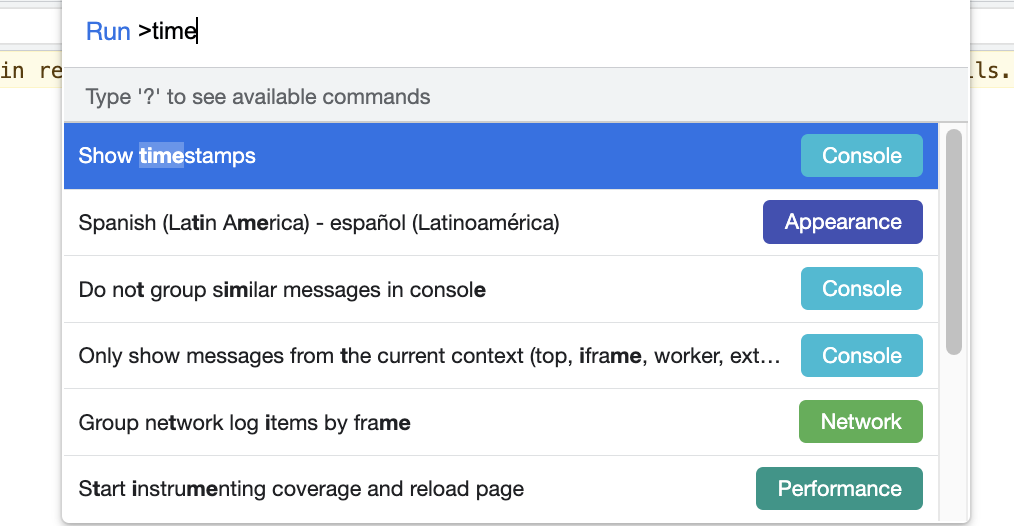 Run >time
in re
ls.
Type '?' to see available commands
Show timestamps Console
Spanish (Latin America) - español (Latinoamérica) Appearance
Do not group similar messages in console Console
Only show messages from the current context (top, iframe, worker, ext… Console
Group network log items by frame Network
Start instrumenting coverage and reload page Performance